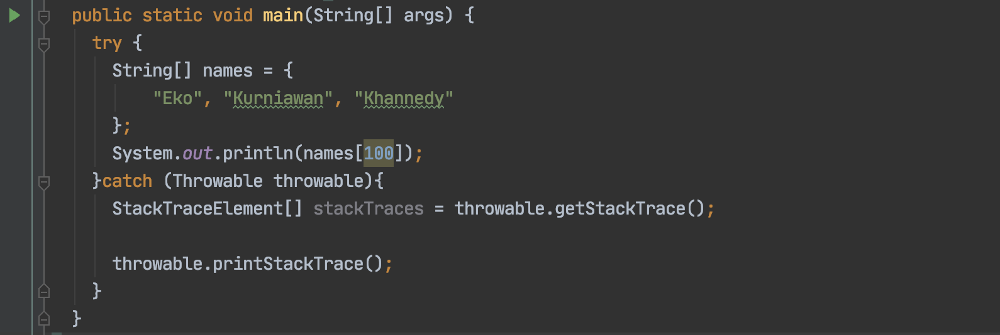 public static void main(String[] args) {
try {
String[] names = {
"Eko", "Kurniawan", "Khannedy"
};
System.out.println(names[100]);
}catch (Throwable throwable){
StackTraceElement[] stackTraces = throwable.getStackTrace();
throwable.printStackTrace();
}
}